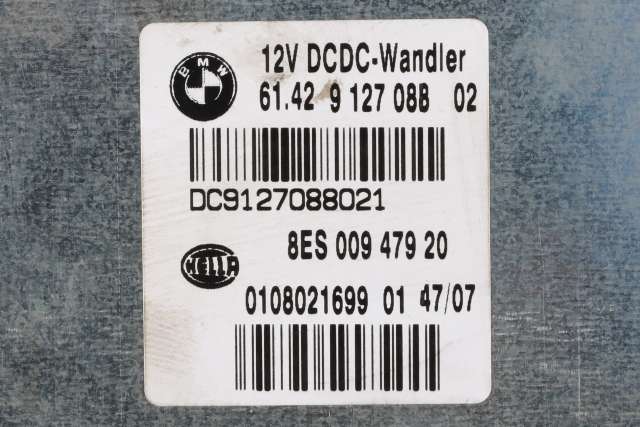 BMW
12V DCDC-Wandler
61.42 9 127 088 02
DC9127088021
8ES 009 479 20
HELLA
0108021699 01 47/07